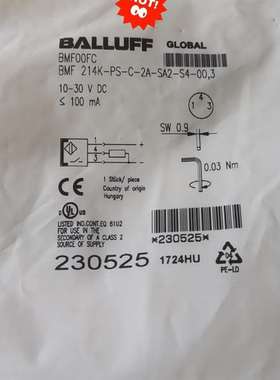 HOT!
BALLUFF GLOBAL
BMF00FC
BMF 214K-PS-C-2A-SA2-S4-00,3
10-30 V DC
≤ 100 mA
1
4
3
SW 0.9
0.03 Nm
1 Stück/ piece
Country of origin
Hungary
LISTED IND.CONT.EQ 61U2
FOR USE IN THE
SECONDARY OF A CLASS 2
SOURCE OF SUPPLY
*230525*
230525 1724HU
PE-LD